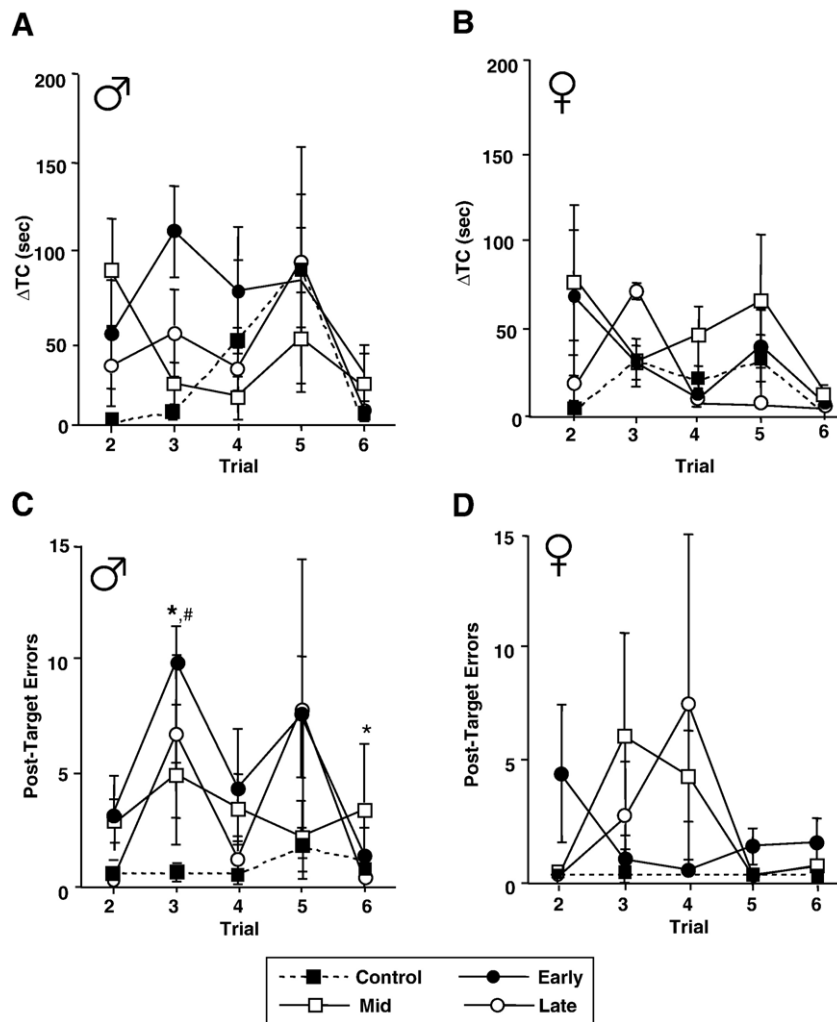 A
♂
200
150
100
50
0
ΔTC (sec)
2 3 4 5 6
Trial
B
♀
200
150
100
50
0
ΔTC (sec)
2 3 4 5 6
Trial
C
♂
15
10
5
0
Post-Target Errors
*,#
*
2 3 4 5 6
Trial
D
♀
15
10
5
0
Post-Target Errors
2 3 4 5 6
Trial
Control Early
Mid Late